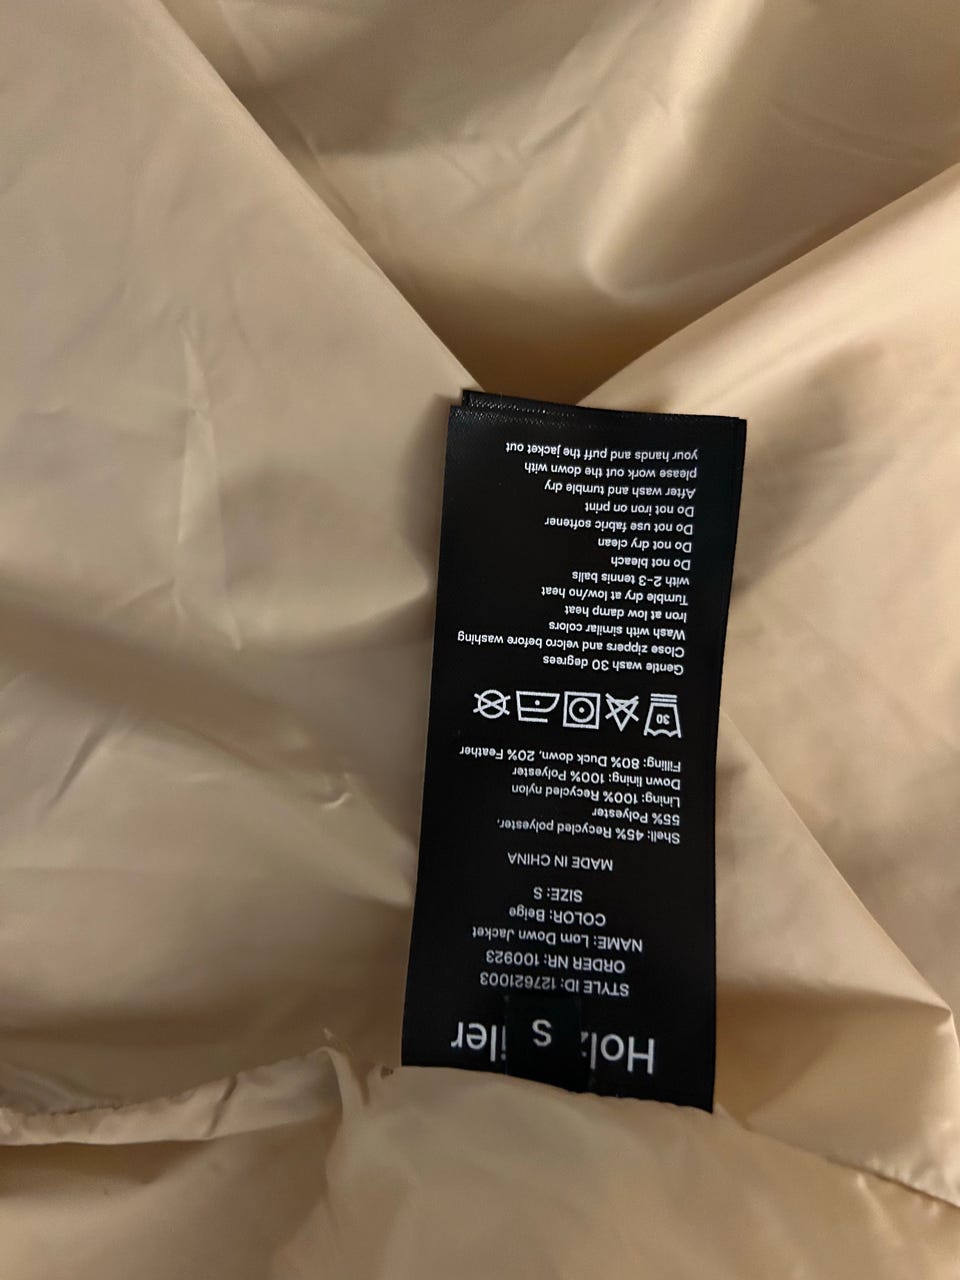 Hol
iler
S
STYLE ID: 127621003
ORDER NR: 100923
NAME: Lom Down Jacket
COLOR: Beige
SIZE: S
MADE IN CHINA
Shell: 45% Recycled polyester,
55% Polyester
Lining: 100% Recycled nylon
Down lining: 100% Polyester
Filling: 80% Duck down, 20% Feather
30
Gentle wash 30 degrees
Close zippers and velcro before washing
Wash with similar colors
Iron at low damp heat
Tumble dry at low/no heat
with 2-3 tennis balls
Do not bleach
Do not dry clean
Do not use fabric softener
Do not iron on print
After wash and tumble dry
please work out the down with
your hands and puff the jacket out